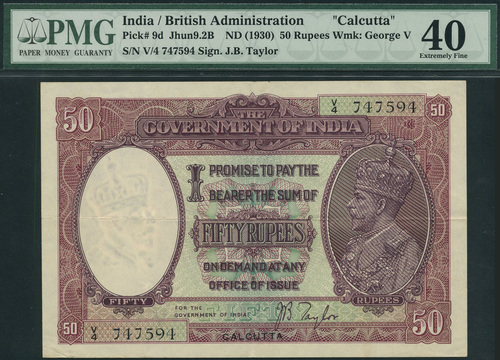 PMG
PAPER MONEY GUARANTY
India / British Administration "Calcutta"
Pick# 9d Jhun9.2B ND (1930) 50 Rupees Wmk: George V
S/N V/4 747594 Sign. J.B. Taylor
40
Extremely Fine
V/4 747594
50
50
THE
GOVERNMENT OF INDIA
I PROMISE TO PAY THE
BEARER THE SUM OF
FIFTY RUPEES
ON DEMAND AT ANY
OFFICE OF ISSUE
FIFTY
RUPEES
FOR THE
GOVERNMENT OF INDIA
JB Taylor
50
V/4 747594
CALCUTTA
50